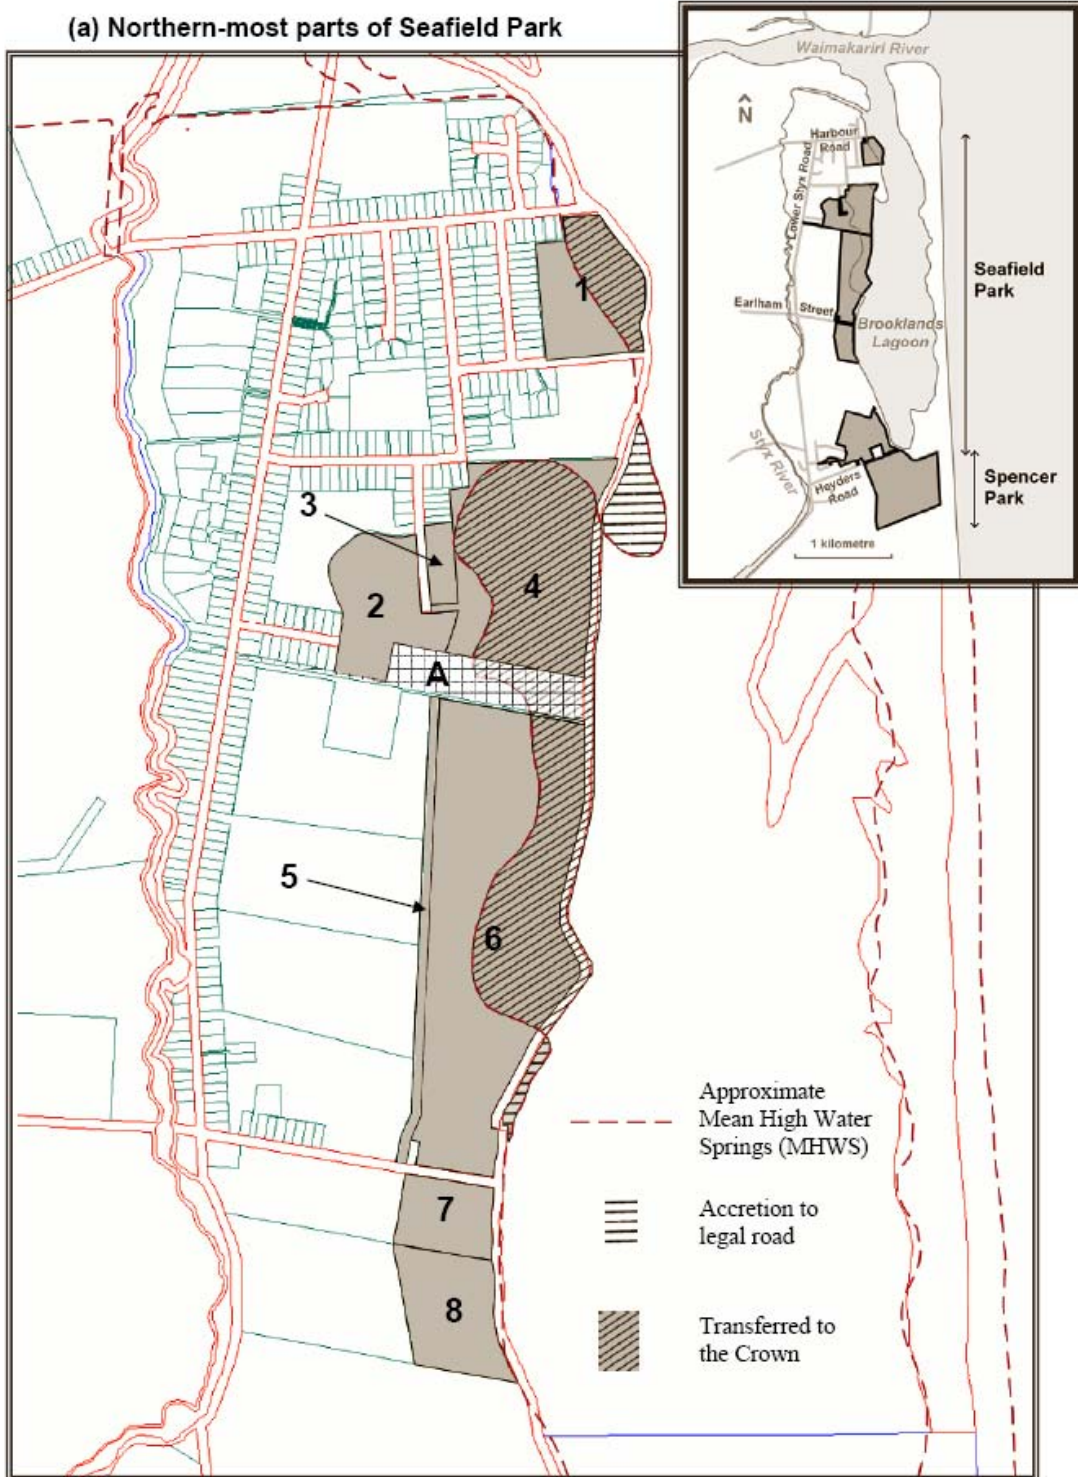 (a) Northern-most parts of Seafield Park
Waimakariri River
N
Harbour
Road
Lower Styx Road
Seafield
Park
Earlham Street
Brooklands
Lagoon
Styx River
Heyders
Road
Spencer
Park
1 kilometre
1
3
2
4
A
5
6
7
8
Approximate
Mean High Water
Springs (MHWS)
Accretion to
legal road
Transferred to
the Crown